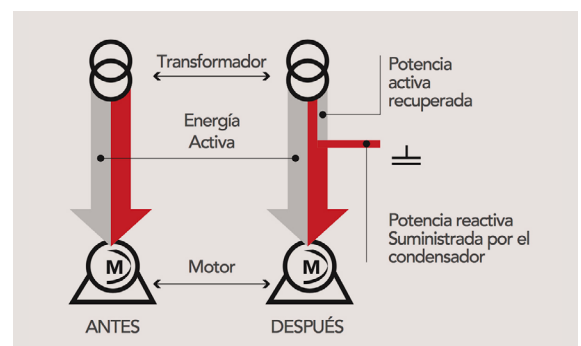 Transformador
Potencia
activa
recuperada
Energía
Activa
Potencia reactiva
Suministrada por el
condensador
M
M
Motor
ANTES
DESPUÉS